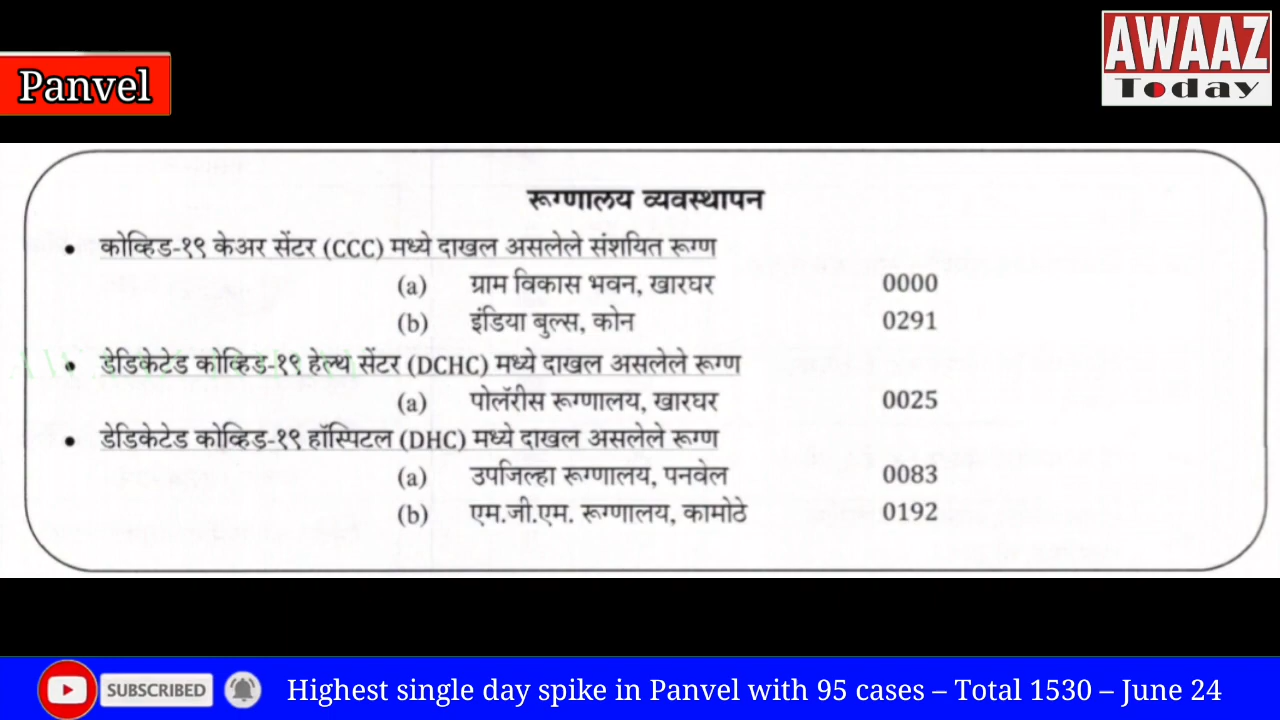 AWAAZ
Today
Panvel
रूग्णालय व्यवस्थापन
• कोव्हिड-१९ केअर सेंटर (CCC) मध्ये दाखल असलेले संशयित रूग्ण
(a) ग्राम विकास भवन, खारघर 0000
(b) इंडिया बुल्स, कोन 0291
• डेडिकेटेड कोव्हिड-१९ हेल्थ सेंटर (DCHC) मध्ये दाखल असलेले रूग्ण
(a) पोलॅरीस रूग्णालय, खारघर 0025
• डेडिकेटेड कोव्हिड-१९ हॉस्पिटल (DHC) मध्ये दाखल असलेले रूग्ण
(a) उपजिल्हा रूग्णालय, पनवेल 0083
(b) एम.जी.एम. रूग्णालय, कामोठे 0192
SUBSCRIBED
Highest single day spike in Panvel with 95 cases – Total 1530 – June 24